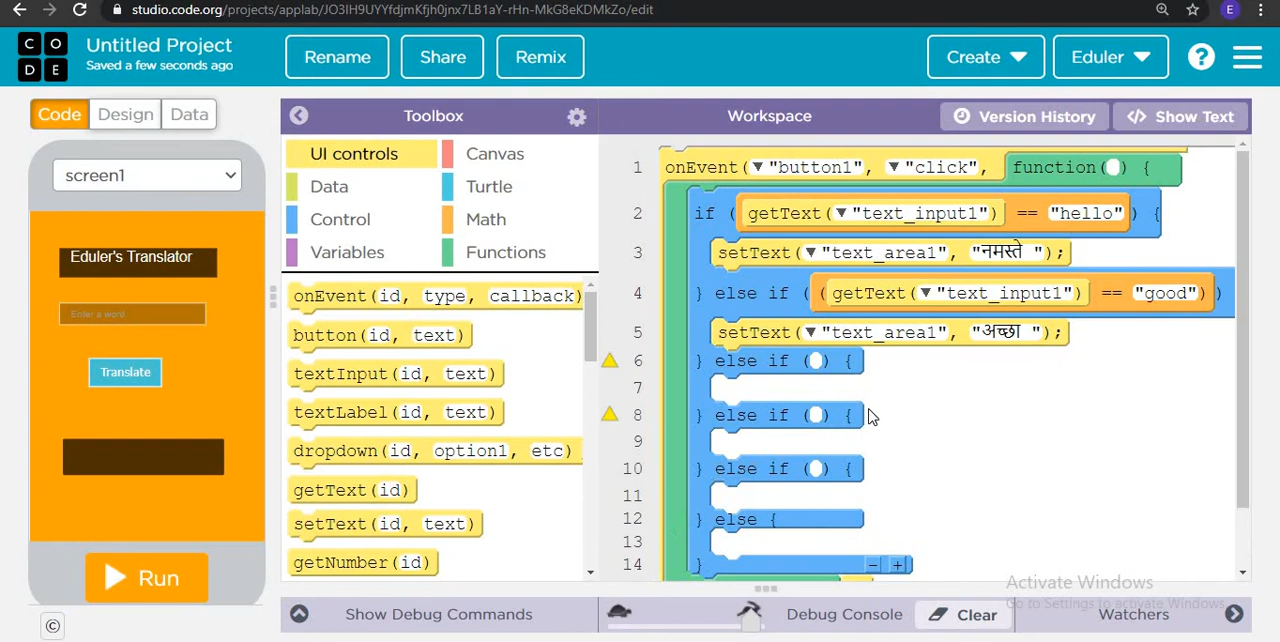 studio.code.org/projects/applab/JO3IH9UYYfdjmKfjh0jnx7LB1aY-rHn-MkG8eKDMkZo/edit
E
CODE
Untitled Project
Saved a few seconds ago
Rename
Share
Remix
Create
Eduler
?
Code
Design
Data
Toolbox
Workspace
Version History
</> Show Text
screen1
Eduler's Translator
Enter a word
Translate
Run
©
UI controls
Canvas
Data
Turtle
Control
Math
Variables
Functions
onEvent(id, type, callback)
button(id, text)
textInput(id, text)
textLabel(id, text)
dropdown(id, option1, etc)
getText(id)
setText(id, text)
getNumber(id)
1 onEvent(▼"button1", ▼"click", function( ) {
2 if (getText(▼"text_input1") == "hello") {
3 setText(▼"text_area1", "नमस्ते ");
4 } else if ((getText(▼"text_input1") == "good"))
5 setText(▼"text_area1", "अच्छा ");
6 } else if ( ) {
7
8 } else if ( ) {
9
10 } else if ( ) {
11
12 } else {
13
14 } - +
Activate Windows
Go to Settings to activate Windows.
Show Debug Commands
Debug Console
Clear
Watchers